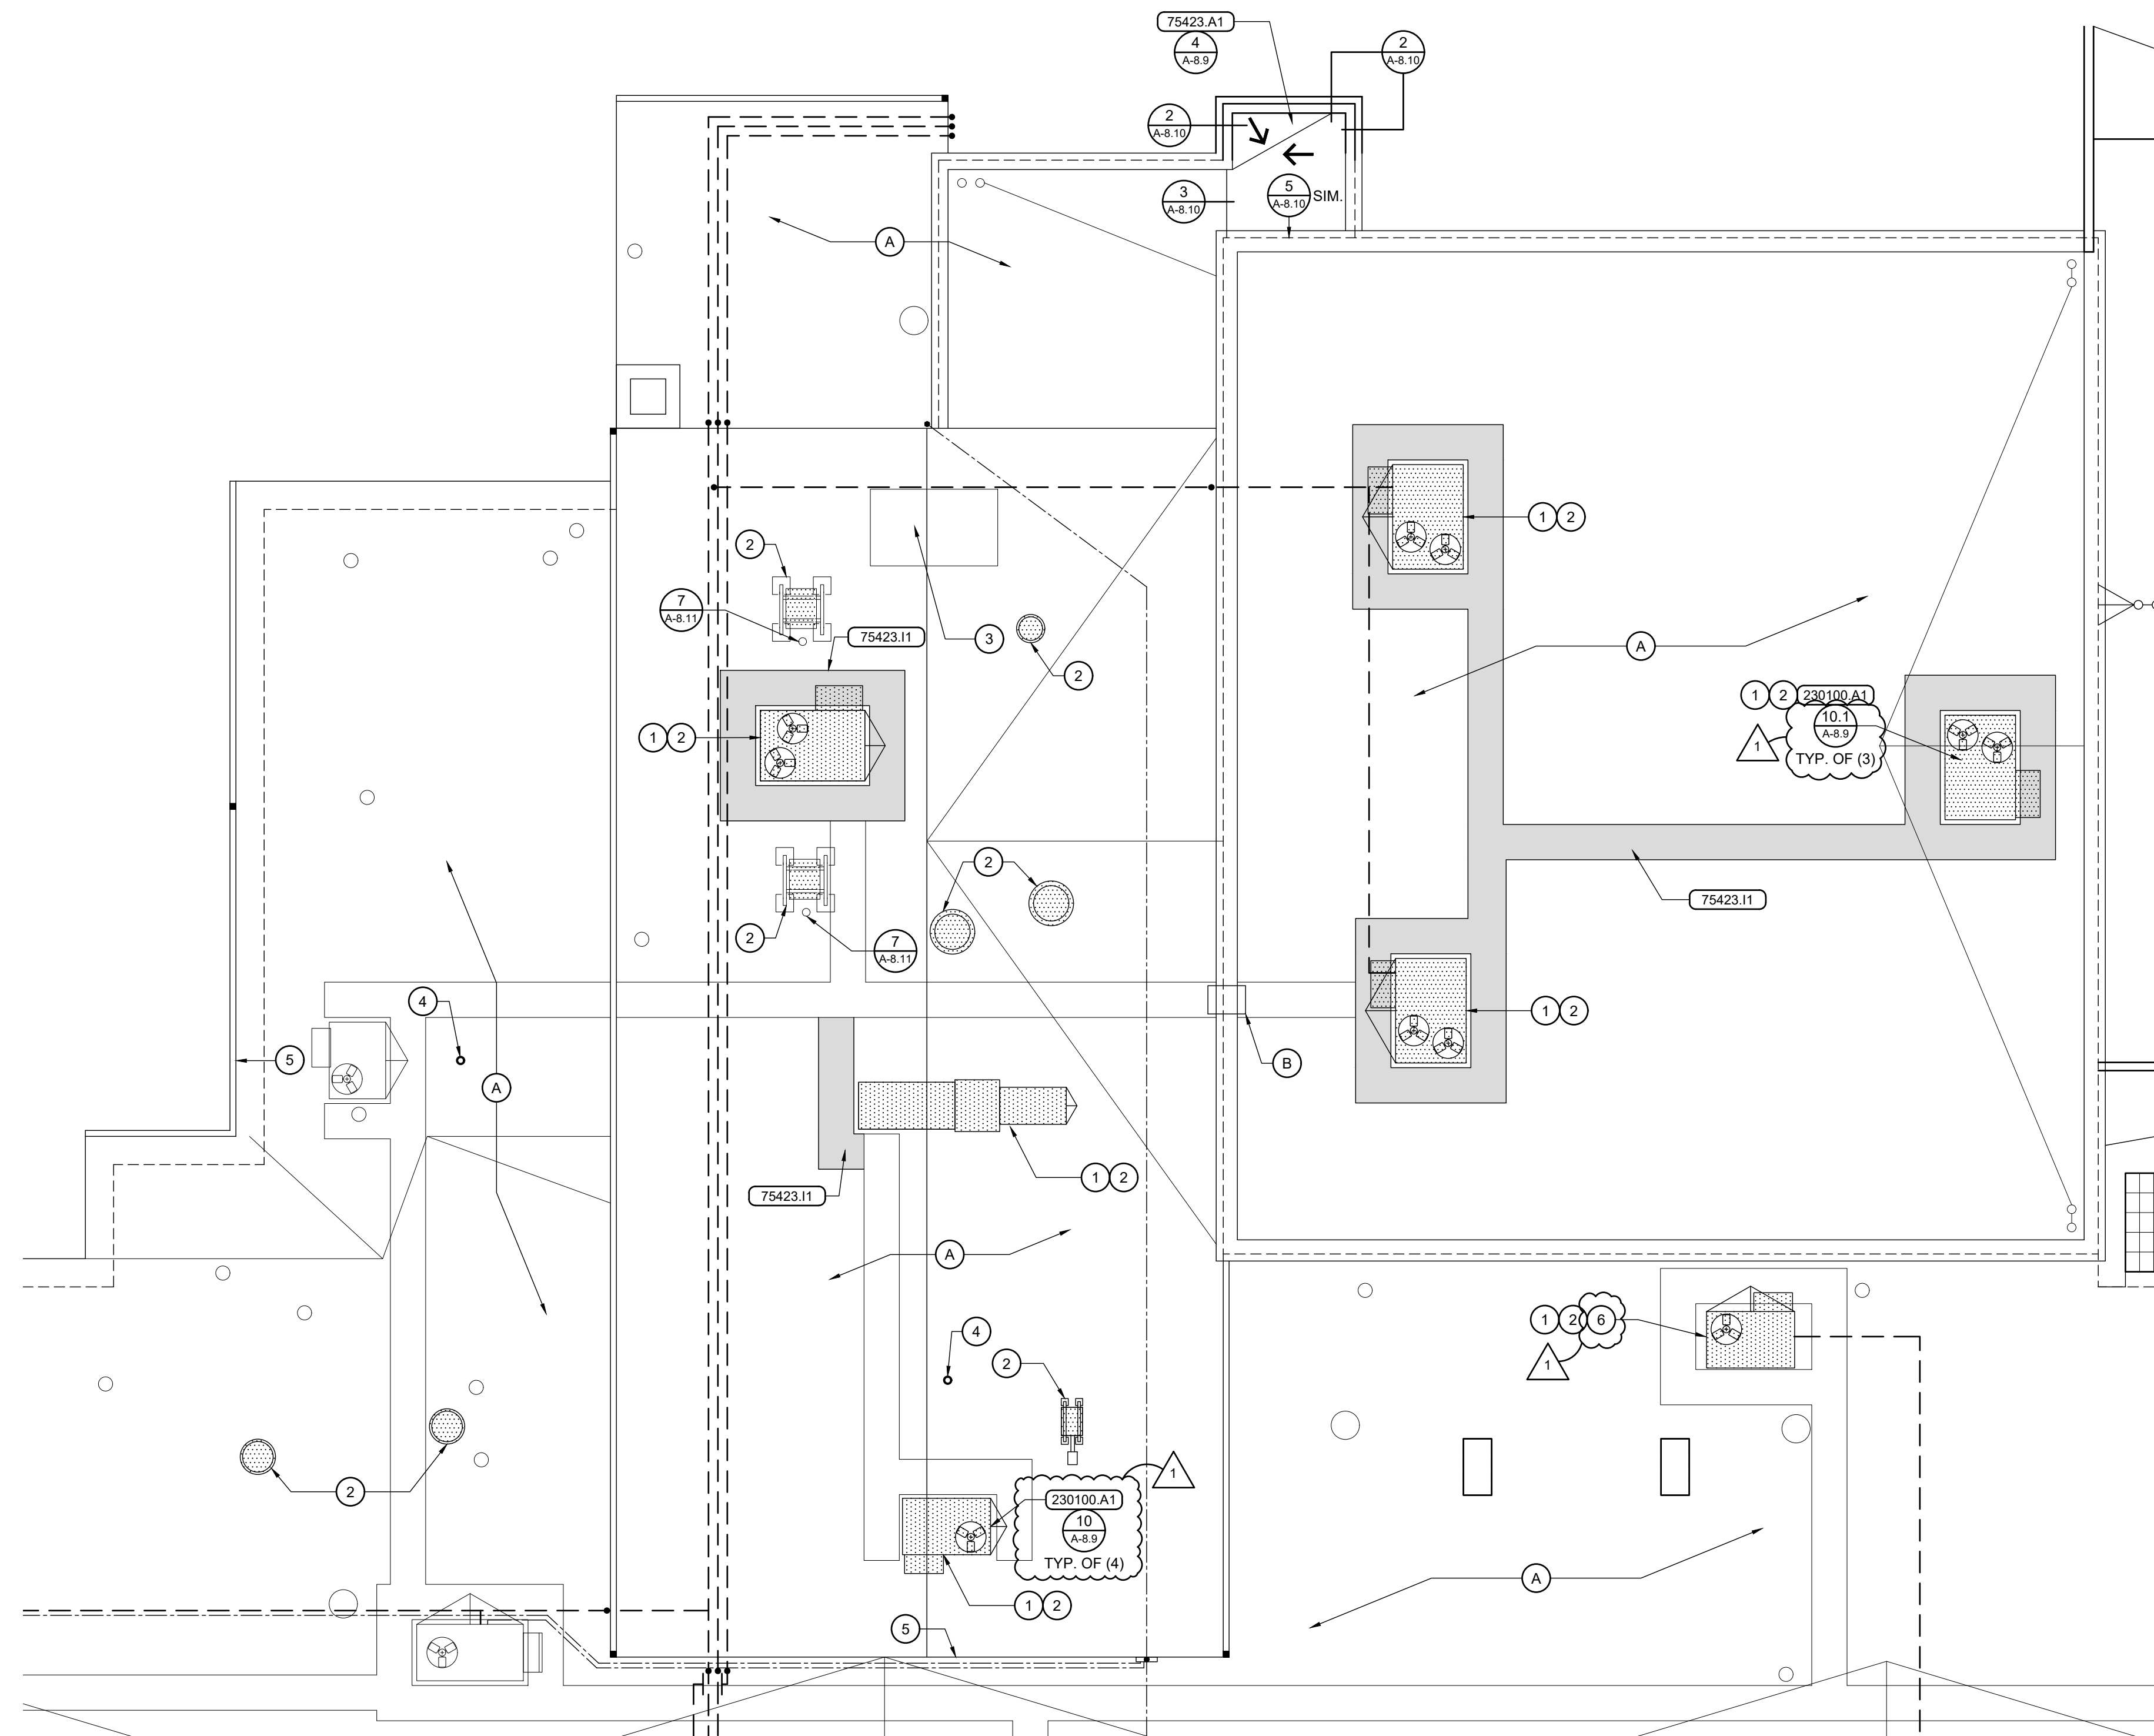 75423.A1
4
A-8.9
2
A-8.10
2
A-8.10
3
A-8.10
5
A-8.10
SIM.
A
2
7
A-8.11
75423.I1
3
2
1 2
1 2
A
1 2 230100.A1
10.1
A-8.9
TYP. OF (3)
1
75423.I1
2
2
7
A-8.11
4
5
A
1 2
B
1 2
75423.I1
A
4
2
1 2 6
1
1
230100.A1
10
A-8.9
TYP. OF (4)
2
A
1 2
5